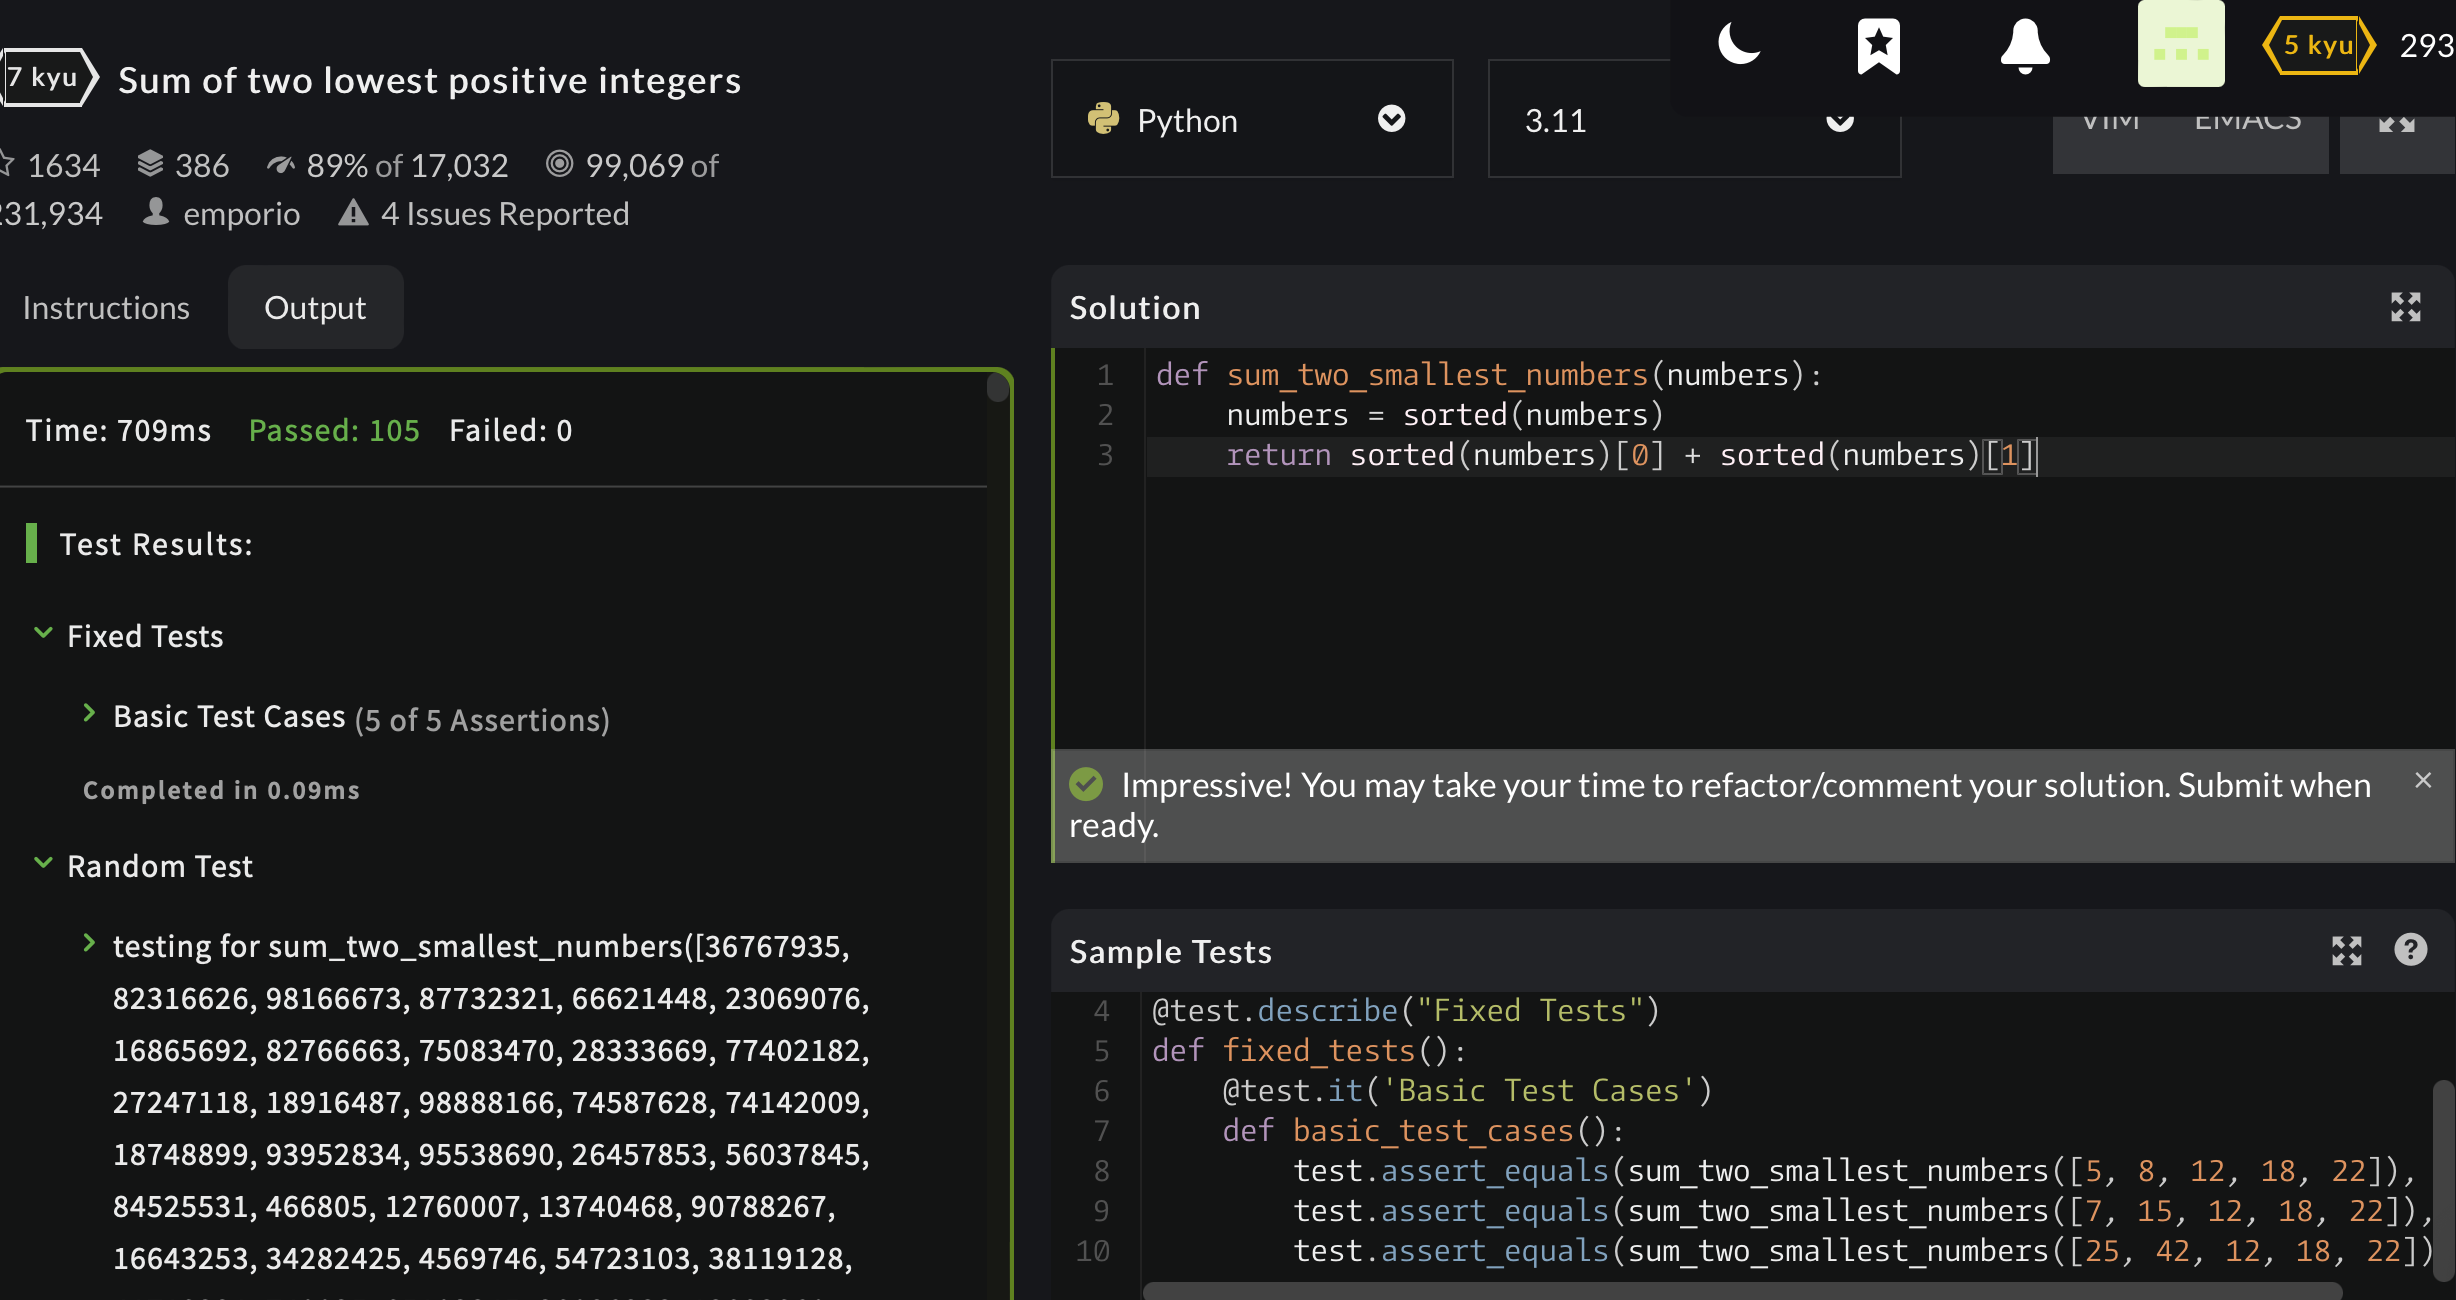 7 kyu Sum of two lowest positive integers
1634 386 89% of 17,032 99,069 of
231,934 emporio 4 Issues Reported
Python
3.11
VIM EMACS
5 kyu 293
Instructions Output
Time: 709ms Passed: 105 Failed: 0
Test Results:
Fixed Tests
Basic Test Cases (5 of 5 Assertions)
Completed in 0.09ms
Random Test
testing for sum_two_smallest_numbers([36767935,
82316626, 98166673, 87732321, 66621448, 23069076,
16865692, 82766663, 75083470, 28333669, 77402182,
27247118, 18916487, 98888166, 74587628, 74142009,
18748899, 93952834, 95538690, 26457853, 56037845,
84525531, 466805, 12760007, 13740468, 90788267,
16643253, 34282425, 4569746, 54723103, 38119128,
Solution
1 def sum_two_smallest_numbers(numbers):
2 numbers = sorted(numbers)
3 return sorted(numbers)[0] + sorted(numbers)[1]
Impressive! You may take your time to refactor/comment your solution. Submit when
ready.
Sample Tests
4 @test.describe("Fixed Tests")
5 def fixed_tests():
6 @test.it('Basic Test Cases')
7 def basic_test_cases():
8 test.assert_equals(sum_two_smallest_numbers([5, 8, 12, 18, 22]),
9 test.assert_equals(sum_two_smallest_numbers([7, 15, 12, 18, 22]),
10 test.assert_equals(sum_two_smallest_numbers([25, 42, 12, 18, 22])